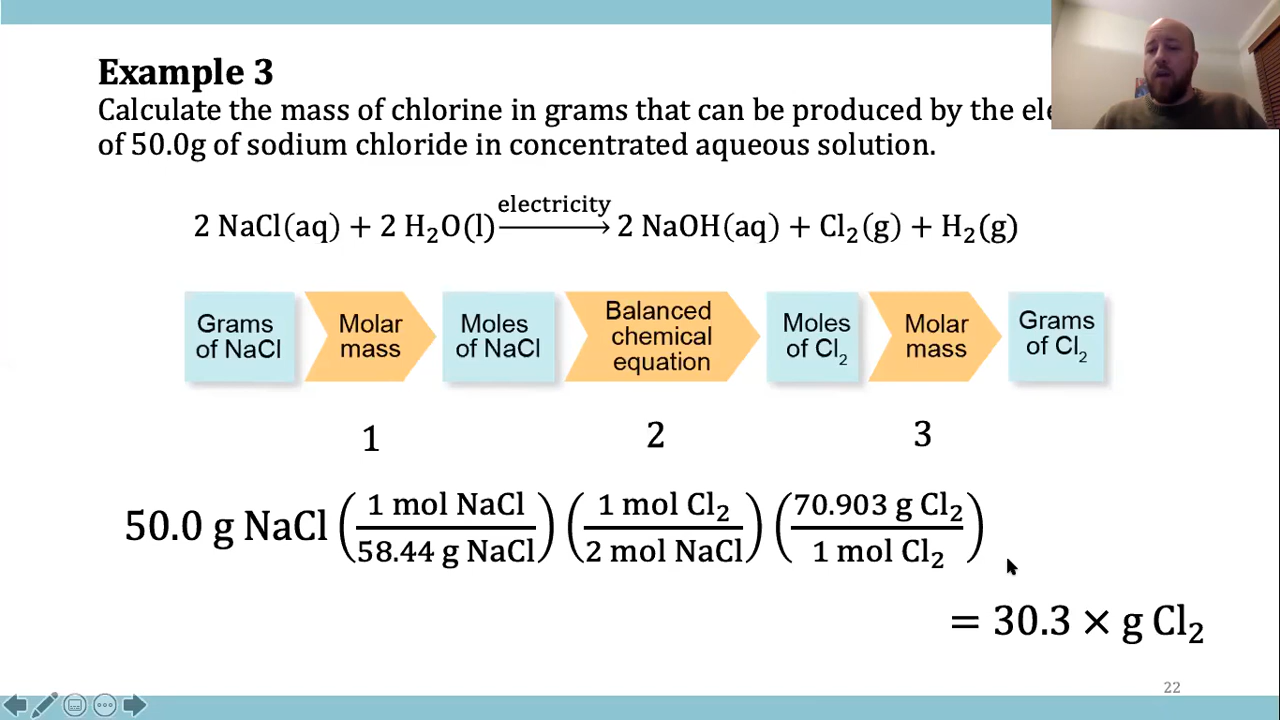 Example 3
Calculate the mass of chlorine in grams that can be produced by the
of 50.0g of sodium chloride in concentrated aqueous solution.
electricity
2 NaCl(aq) + 2 H₂O(l) ⟶ 2 NaOH(aq) + Cl₂(g) + H₂(g)
Grams of NaCl
Molar mass
Moles of NaCl
Balanced chemical equation
Moles of Cl₂
Molar mass
Grams of Cl₂
1 2 3
50.0 g NaCl (1 mol NaCl / 58.44 g NaCl) (1 mol Cl₂ / 2 mol NaCl) (70.903 g Cl₂ / 1 mol Cl₂)
= 30.3 × g Cl₂
22